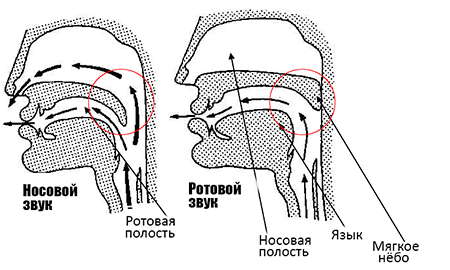 Носовой
звук
Ротовой
звук
Ротовая
полость
Носовая
полость
Язык
Мягкое
нёбо